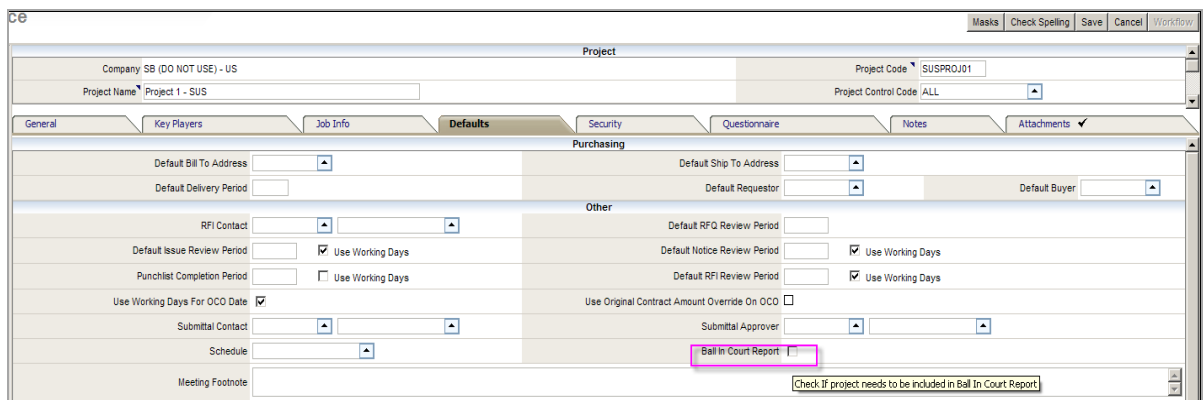 ce
Masks Check Spelling Save Cancel Workflow
Project
Company SB (DO NOT USE) - US Project Code SUSPROJ01
Project Name Project 1 - SUS Project Control Code ALL
General Key Players Job Info Defaults Security Questionnaire Notes Attachments ✔
Purchasing
Default Bill To Address Default Ship To Address
Default Delivery Period Default Requestor Default Buyer
Other
RFI Contact Default RFQ Review Period
Default Issue Review Period Use Working Days Default Notice Review Period Use Working Days
Punchlist Completion Period Use Working Days Default RFI Review Period Use Working Days
Use Working Days For OCO Date Use Original Contract Amount Override On OCO
Submittal Contact Submittal Approver
Schedule Ball In Court Report
Meeting Footnote
Check If project needs to be included in Ball In Court Report